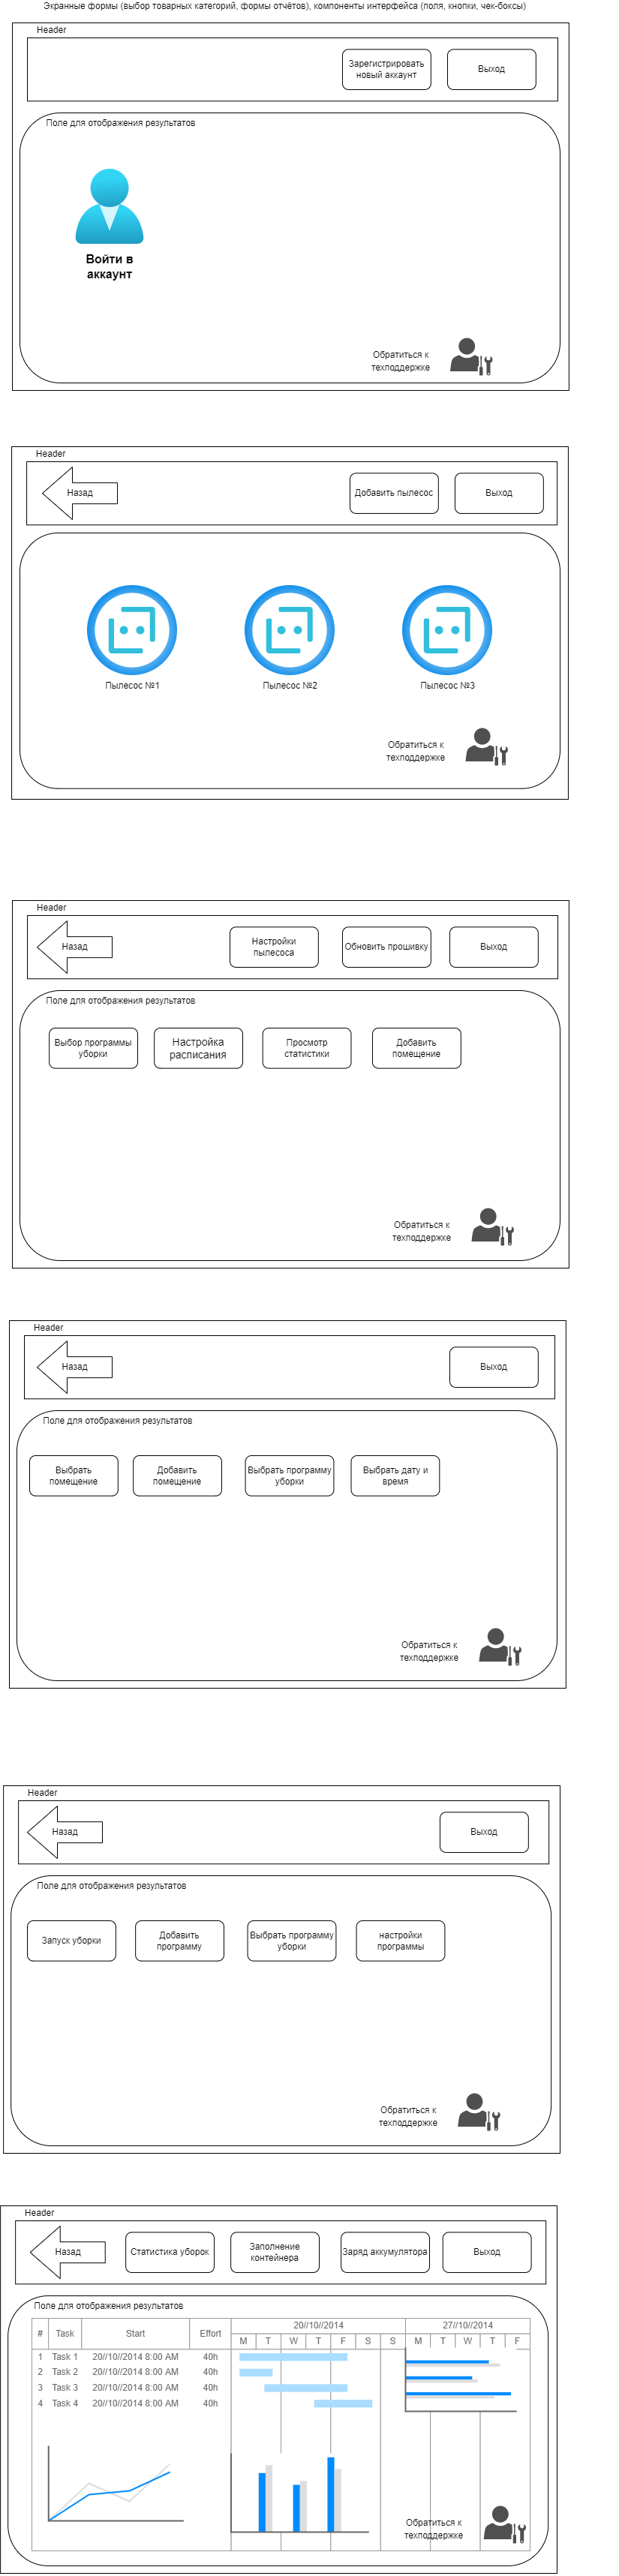 Экранные формы (выбор товарных категорий, формы отчётов), компоненты интерфейса (поля, кнопки, чек-боксы)
Header
Зарегистрировать
новый аккаунт
Выход
Поле для отображения результатов
Войти в
аккаунт
Обратиться к
техподдержке
Header
Назад
Добавить пылесос
Выход
Пылесос №1
Пылесос №2
Пылесос №3
Обратиться к
техподдержке
Header
Назад
Настройки
пылесоса
Обновить прошивку
Выход
Поле для отображения результатов
Выбор программы
уборки
Настройка
расписания
Просмотр
статистики
Добавить
помещение
Обратиться к
техподдержке
Header
Назад
Выход
Поле для отображения результатов
Выбрать
помещение
Добавить
помещение
Выбрать программу
уборки
Выбрать дату и
время
Обратиться к
техподдержке
Header
Назад
Выход
Поле для отображения результатов
Запуск уборки
Добавить
программу
Выбрать программу
уборки
настройки
программы
Обратиться к
техподдержке
Header
Назад
Статистика уборок
Заполнение
контейнера
Заряд аккумулятора
Выход
Поле для отображения результатов
20//10//2014 27//10//2014
# Task Start Effort M T W T F S S M T W T F
1 Task 1 20//10//2014 8:00 AM 40h
2 Task 2 20//10//2014 8:00 AM 40h
3 Task 3 20//10//2014 8:00 AM 40h
4 Task 4 20//10//2014 8:00 AM 40h
Обратиться к
техподдержке